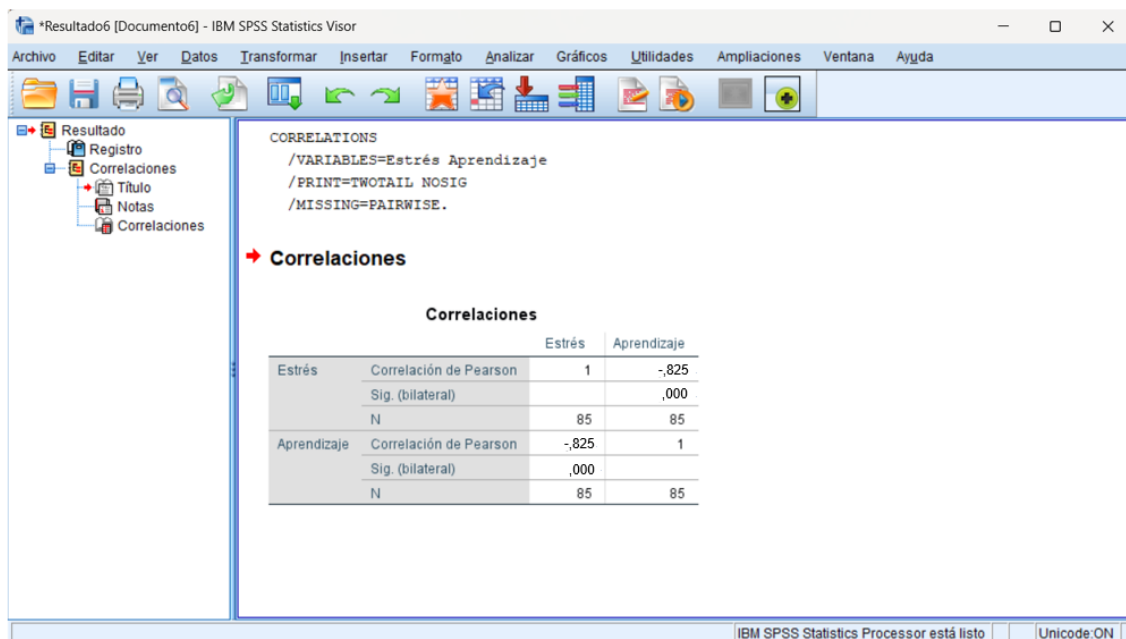 *Resultado6 [Documento6] - IBM SPSS Statistics Visor
Archivo Editar Ver Datos Transformar Insertar Formato Analizar Gráficos Utilidades Ampliaciones Ventana Ayuda
Resultado
Registro
Correlaciones
Título
Notas
Correlaciones
CORRELATIONS
/VARIABLES=Estrés Aprendizaje
/PRINT=TWOTAIL NOSIG
/MISSING=PAIRWISE.
Correlaciones
Correlaciones
Estrés Aprendizaje
Estrés Correlación de Pearson 1 -,825
Sig. (bilateral) ,000
N 85 85
Aprendizaje Correlación de Pearson -,825 1
Sig. (bilateral) ,000
N 85 85
IBM SPSS Statistics Processor está listo Unicode:ON